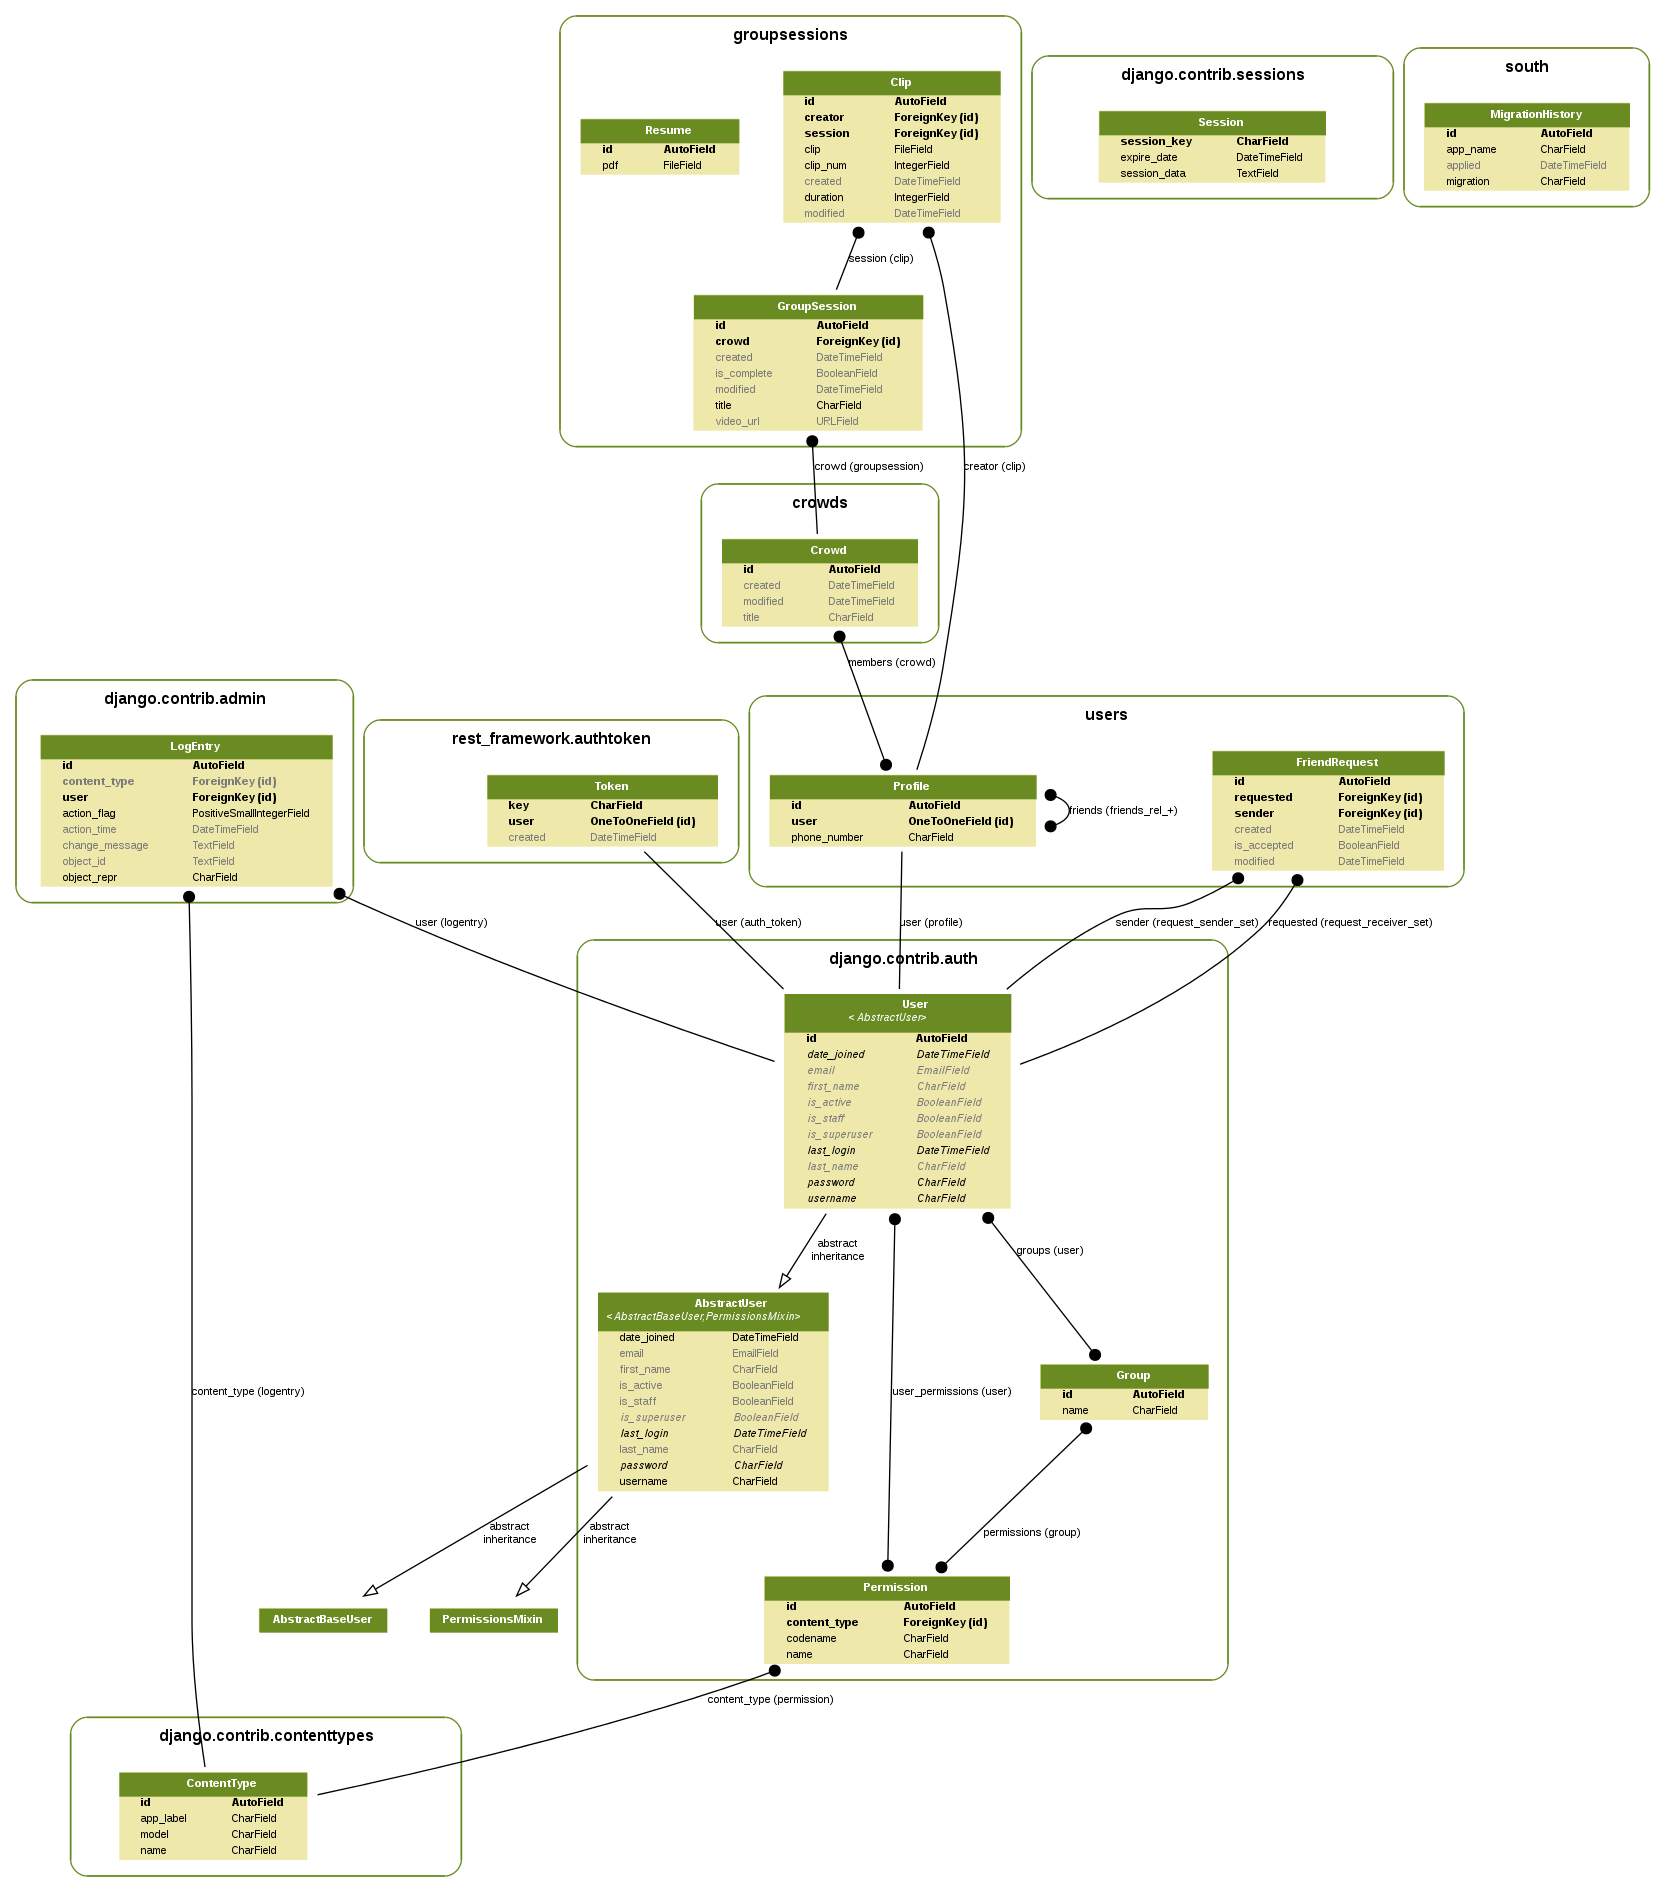 groupsessions
Clip
id AutoField
creator ForeignKey (id)
session ForeignKey (id)
clip FileField
clip_num IntegerField
created DateTimeField
duration IntegerField
modified DateTimeField
Resume
id AutoField
pdf FileField
session (clip)
GroupSession
id AutoField
crowd ForeignKey (id)
created DateTimeField
is_complete BooleanField
modified DateTimeField
title CharField
video_url URLField
django.contrib.sessions
Session
session_key CharField
expire_date DateTimeField
session_data TextField
south
MigrationHistory
id AutoField
app_name CharField
applied DateTimeField
migration CharField
crowd (groupsession)
creator (clip)
crowds
Crowd
id AutoField
created DateTimeField
modified DateTimeField
title CharField
members (crowd)
django.contrib.admin
LogEntry
id AutoField
content_type ForeignKey (id)
user ForeignKey (id)
action_flag PositiveSmallIntegerField
action_time DateTimeField
change_message TextField
object_id TextField
object_repr CharField
rest_framework.authtoken
Token
key CharField
user OneToOneField (id)
created DateTimeField
users
Profile
id AutoField
user OneToOneField (id)
phone_number CharField
friends (friends_rel_+)
FriendRequest
id AutoField
requested ForeignKey (id)
sender ForeignKey (id)
created DateTimeField
is_accepted BooleanField
modified DateTimeField
user (logentry)
user (auth_token)
user (profile)
sender (request_sender_set)
requested (request_receiver_set)
django.contrib.auth
User
< AbstractUser>
id AutoField
date_joined DateTimeField
email EmailField
first_name CharField
is_active BooleanField
is_staff BooleanField
is_superuser BooleanField
last_login DateTimeField
last_name CharField
password CharField
username CharField
abstract
inheritance
groups (user)
AbstractUser
< AbstractBaseUser,PermissionsMixin>
date_joined DateTimeField
email EmailField
first_name CharField
is_active BooleanField
is_staff BooleanField
is_superuser BooleanField
last_login DateTimeField
last_name CharField
password CharField
username CharField
content_type (logentry)
user_permissions (user)
Group
id AutoField
name CharField
abstract
inheritance
abstract
inheritance
permissions (group)
AbstractBaseUser
PermissionsMixin
Permission
id AutoField
content_type ForeignKey (id)
codename CharField
name CharField
content_type (permission)
django.contrib.contenttypes
ContentType
id AutoField
app_label CharField
model CharField
name CharField